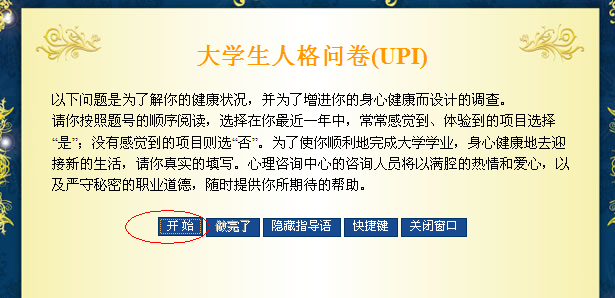 大学生人格问卷(UPI)
以下问题是为了解你的健康状况，并为了增进你的身心健康而设计的调查。
请你按照题号的顺序阅读，选择在你最近一年中，常常感觉到、体验到的项目选择
“是”；没有感觉到的项目则选“否”。为了使你顺利地完成大学学业，身心健康地去迎
接新的生活，请你真实的填写。心理咨询中心的咨询人员将以满腔的热情和爱心，以
及严守秘密的职业道德，随时提供你所期待的帮助。
开 始 做完了 隐藏指导语 快捷键 关闭窗口